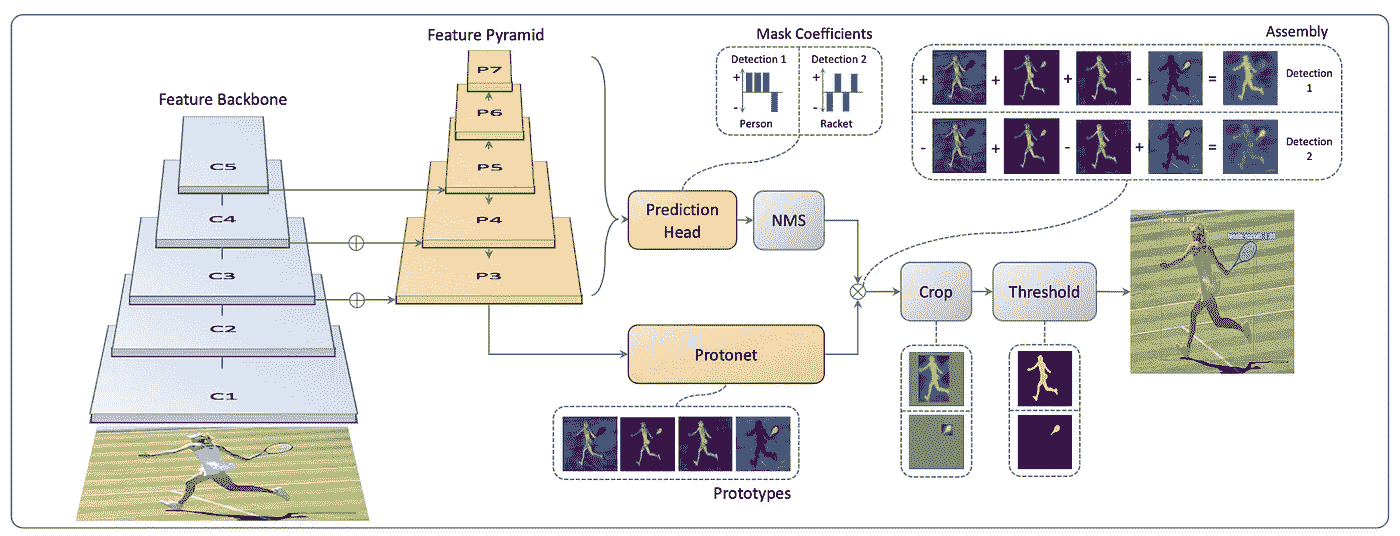 Feature Backbone
C5
C4
C3
C2
C1
Feature Pyramid
P7
P6
P5
P4
P3
Mask Coefficients
Detection 1
+
-
Person
Detection 2
+
-
Racket
Prediction
Head
NMS
Protonet
Prototypes
Assembly
+ + + - = Detection
1
- + - + = Detection
2
Crop
Threshold